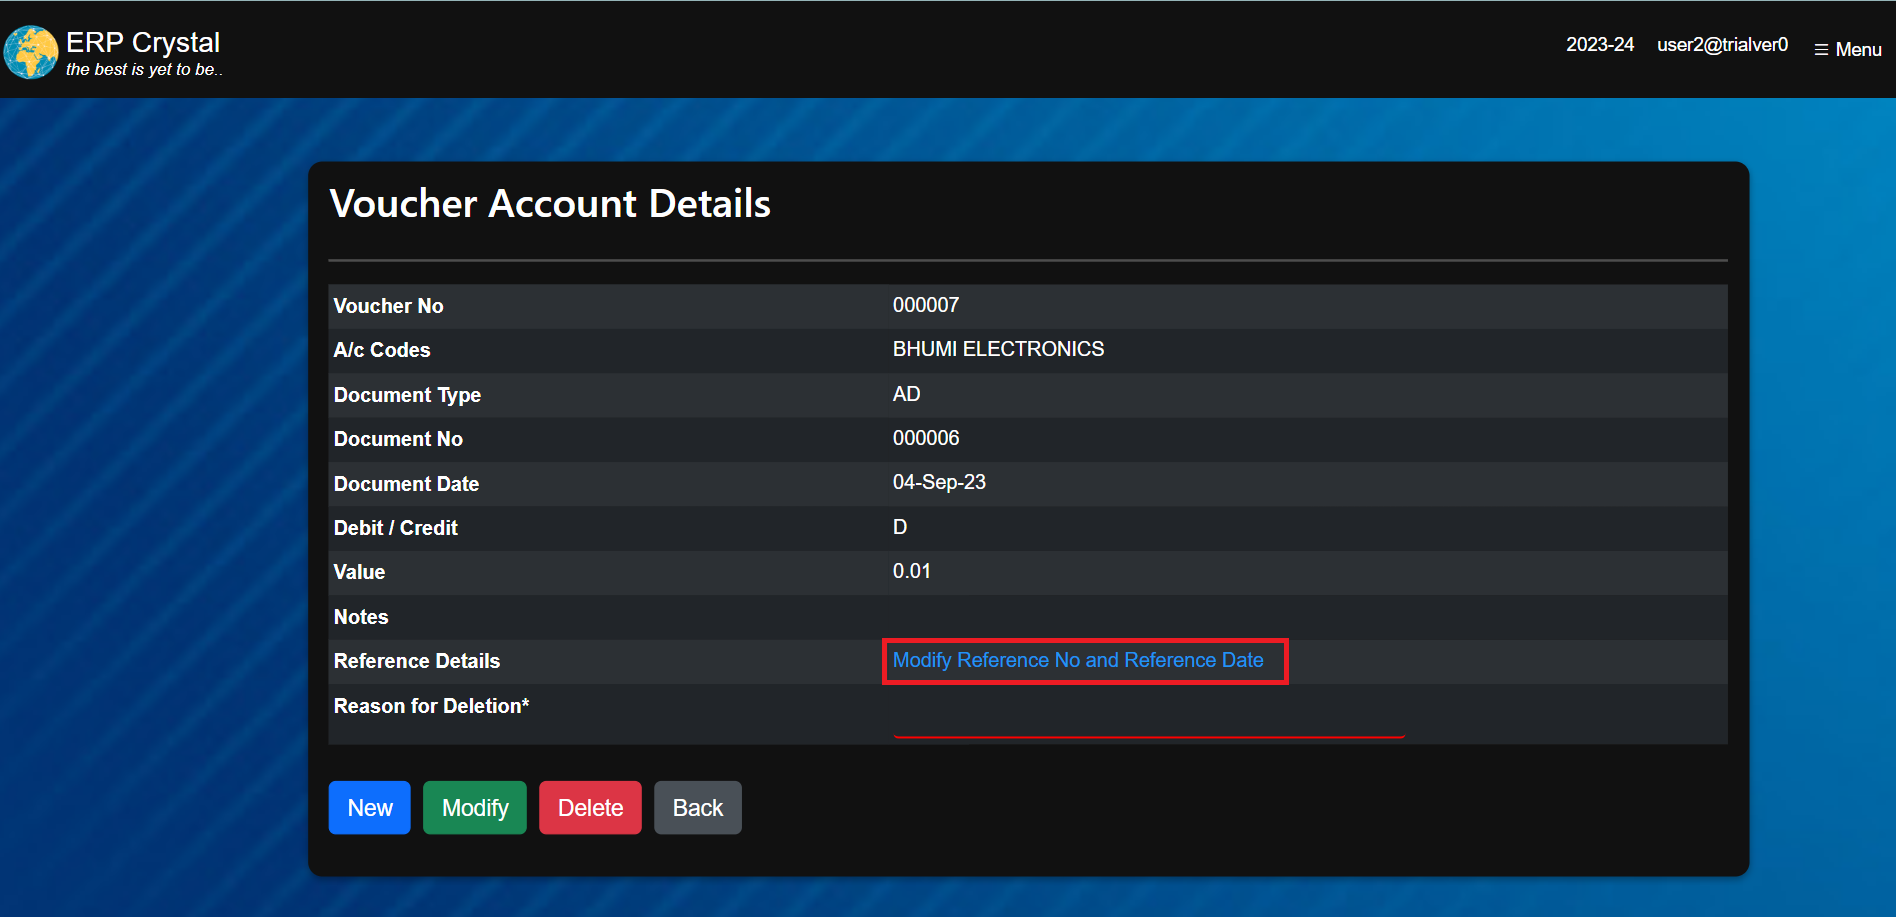 ERP Crystal
the best is yet to be..
2023-24 user2@trialver0 ☰ Menu
Voucher Account Details
Voucher No 000007
A/c Codes BHUMI ELECTRONICS
Document Type AD
Document No 000006
Document Date 04-Sep-23
Debit / Credit D
Value 0.01
Notes
Reference Details Modify Reference No and Reference Date
Reason for Deletion*
New Modify Delete Back